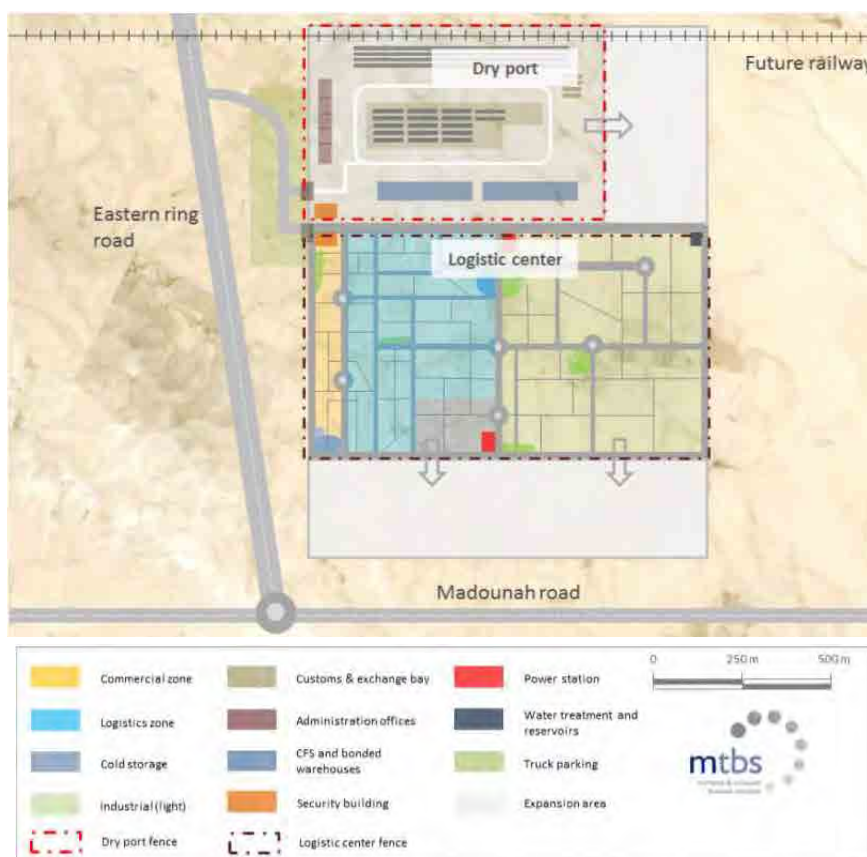 Dry port
Future railway
Eastern ring
road
Logistic center
Madounah road
0 250 m 500 m
Commercial zone
Customs & exchange bay
Power station
Logistics zone
Administration offices
Water treatment and
reservoirs
Cold storage
CFS and bonded
warehouses
Truck parking
Industrial (light)
Security building
Expansion area
Dry port fence
Logistic center fence
mtbs